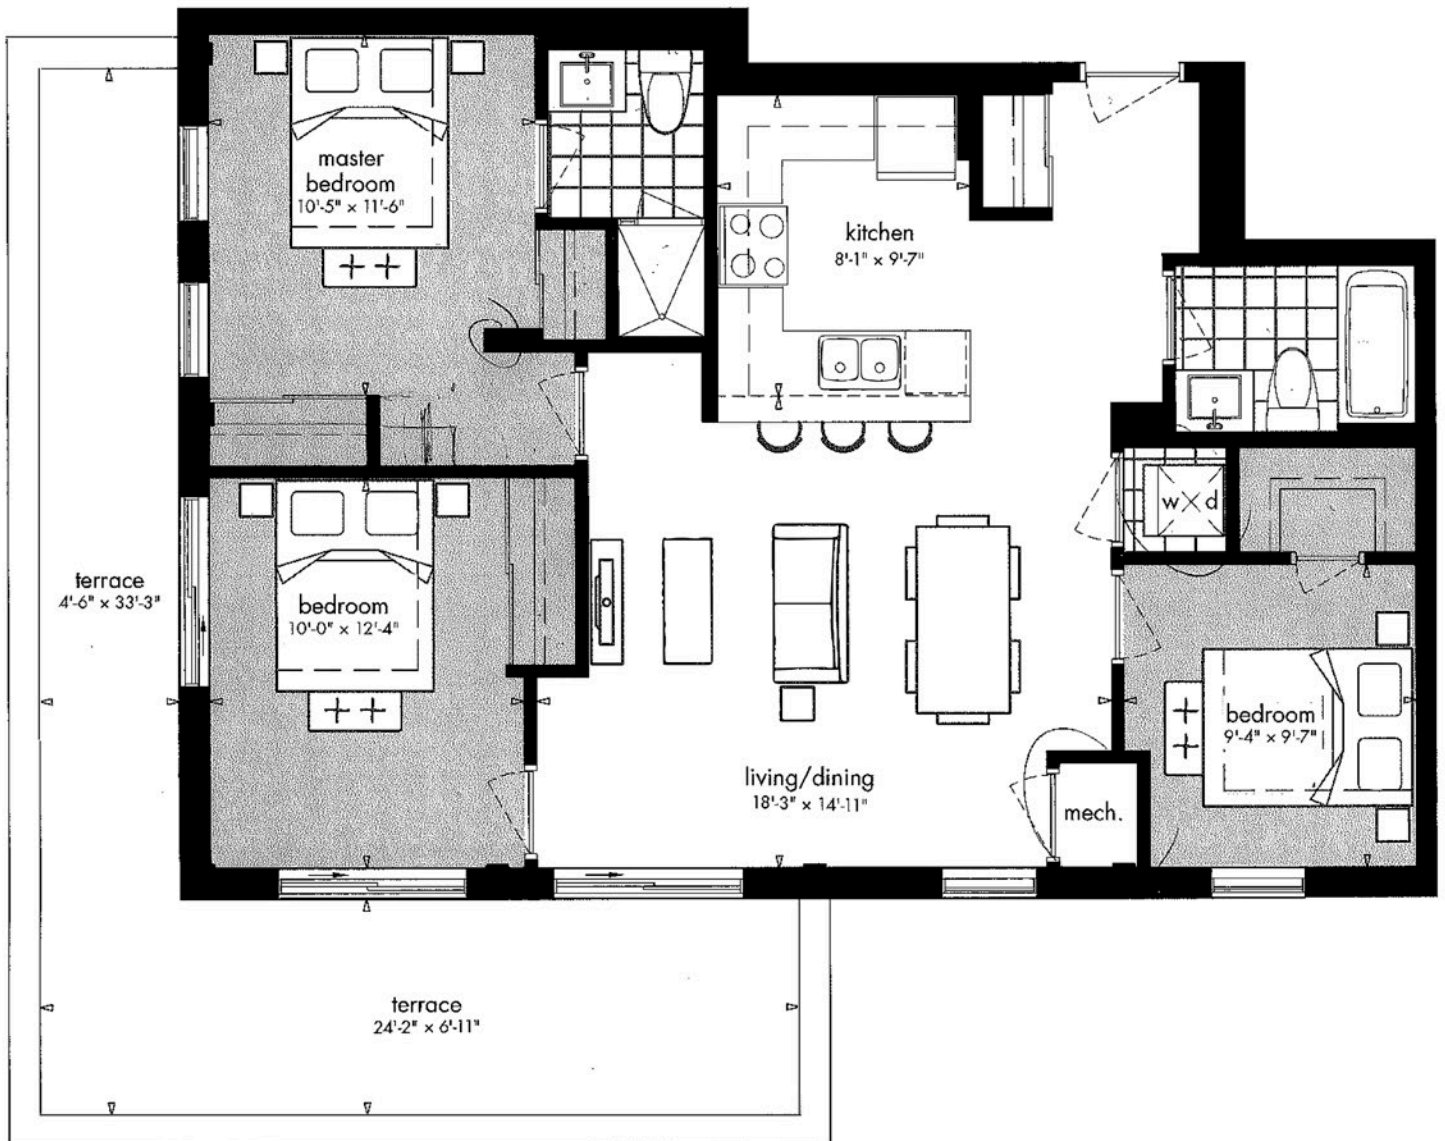 master
bedroom
10'-5" × 11'-6"
kitchen
8'-1" × 9'-7"
w d
terrace
4'-6" × 33'-3"
bedroom
10'-0" × 12'-4"
bedroom
9'-4" × 9'-7"
living/dining
18'-3" × 14'-11"
mech.
terrace
24'-2" × 6'-11"